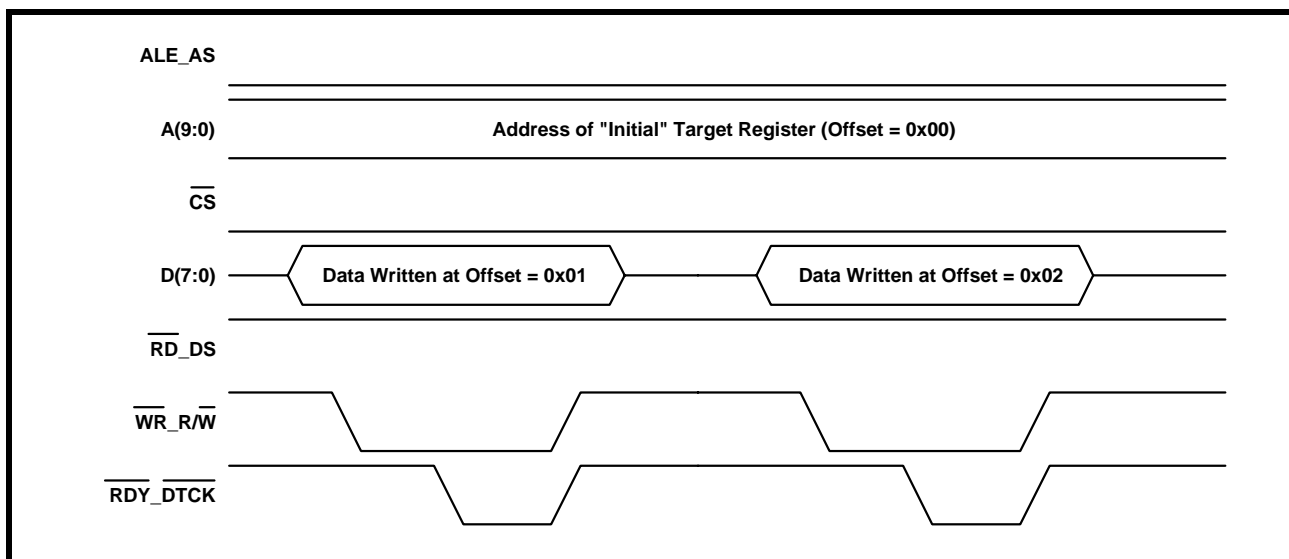 ALE_AS
A(9:0) Address of "Initial" Target Register (Offset = 0x00)
CS
D(7:0) Data Written at Offset = 0x01 Data Written at Offset = 0x02
RD_DS
WR_R/W
RDY_DTCK